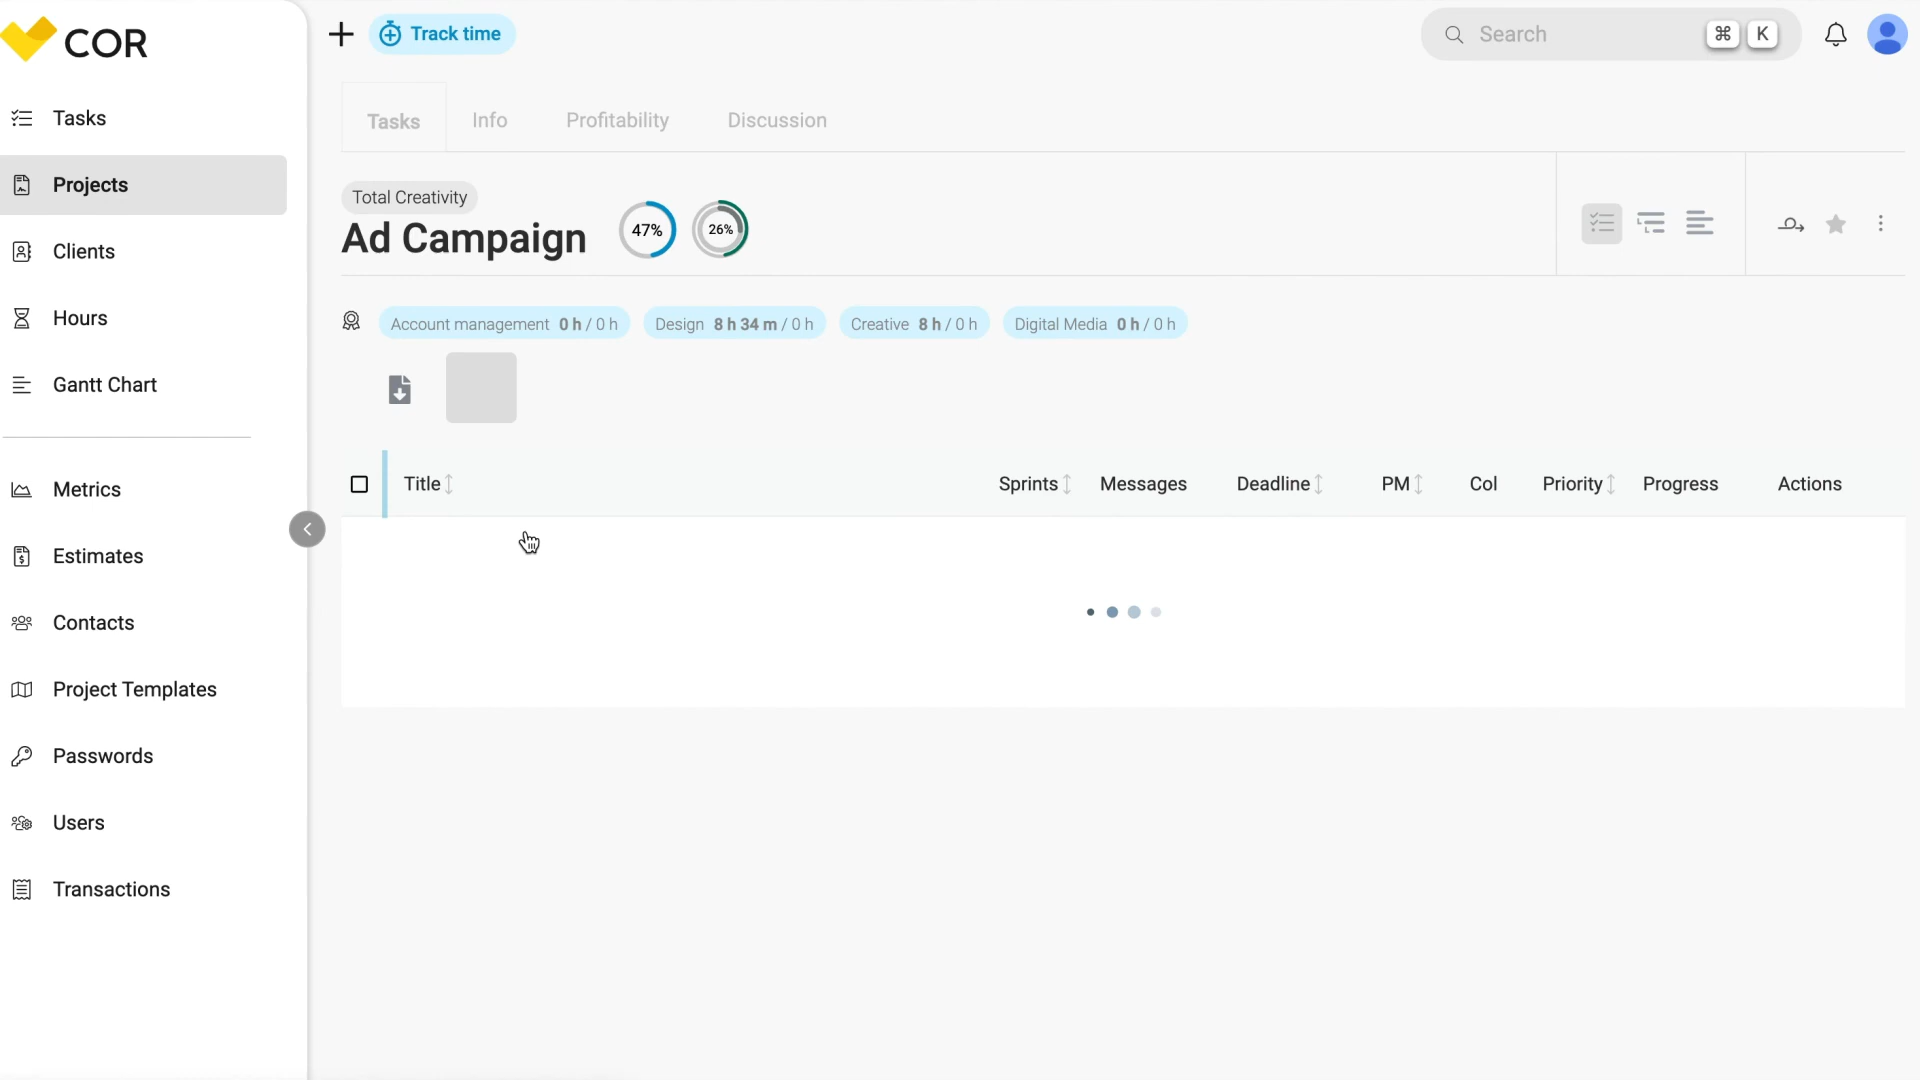 COR
Tasks
Projects
Clients
Hours
Gantt Chart
Metrics
Estimates
Contacts
Project Templates
Passwords
Users
Transactions
Track time
Search ⌘ K
Tasks Info Profitability Discussion
Total Creativity
Ad Campaign 47% 26%
Account management 0 h / 0 h Design 8 h 34 m / 0 h Creative 8 h / 0 h Digital Media 0 h / 0 h
Title Sprints Messages Deadline PM Col Priority Progress Actions